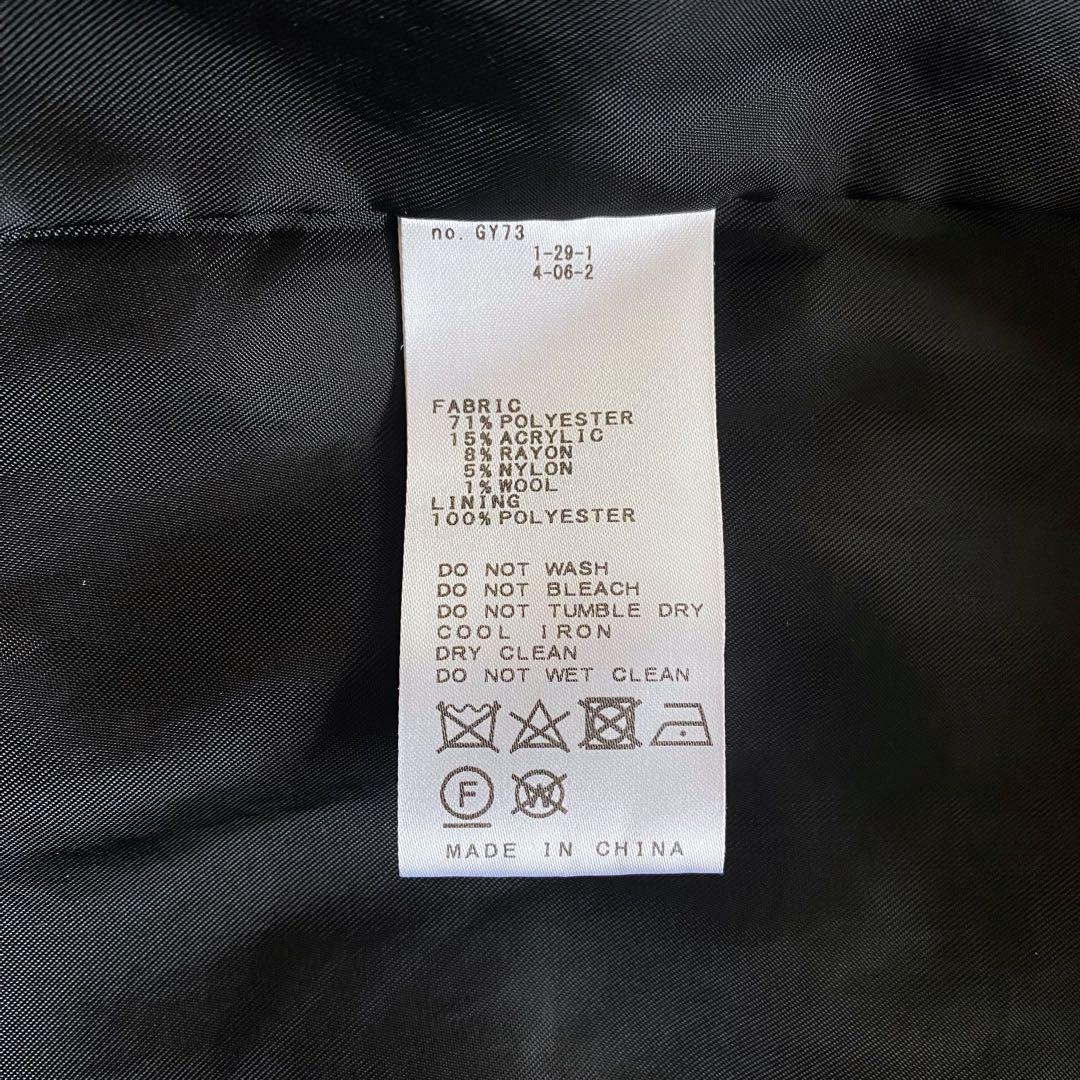 no. GY73
1-29-1
4-06-2
FABRIC
71% POLYESTER
15% ACRYLIC
8% RAYON
5% NYLON
1% WOOL
LINING
100% POLYESTER
DO NOT WASH
DO NOT BLEACH
DO NOT TUMBLE DRY
COOL IRON
DRY CLEAN
DO NOT WET CLEAN
F W
MADE IN CHINA